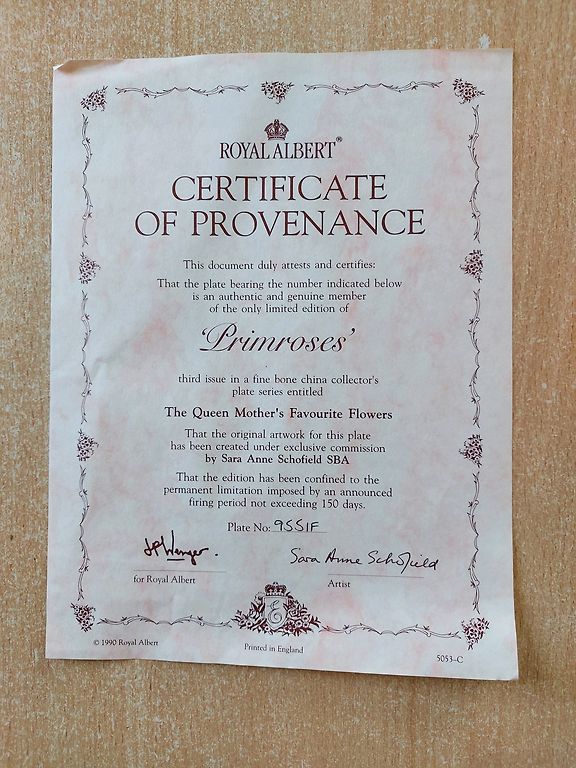 ROYAL ALBERT®
CERTIFICATE
OF PROVENANCE
This document duly attests and certifies:
That the plate bearing the number indicated below
is an authentic and genuine member
of the only limited edition of
'Primroses'
third issue in a fine bone china collector's
plate series entitled
The Queen Mother's Favourite Flowers
That the original artwork for this plate
has been created under exclusive commission
by Sara Anne Schofield SBA
That the edition has been confined to the
permanent limitation imposed by an announced
firing period not exceeding 150 days.
Plate No: 9551F
Sara Anne Schofield
for Royal Albert
Artist
E
© 1990 Royal Albert
Printed in England
5053-C